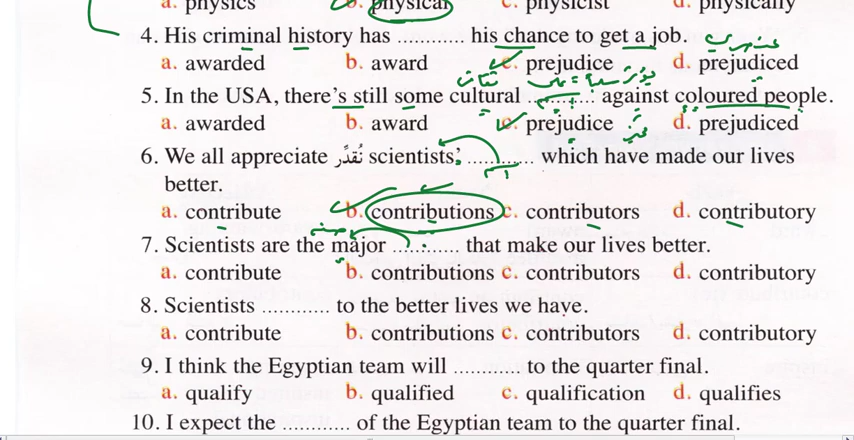 a. physics b. physical c. physicist d. physically
4. His criminal history has ........... his chance to get a job.
a. awarded b. award c. prejudice d. prejudiced
5. In the USA, there's still some cultural ........... against coloured people.
a. awarded b. award c. prejudice d. prejudiced
6. We all appreciate نُقدِّر scientists' ........... which have made our lives
better.
a. contribute b. contributions c. contributors d. contributory
7. Scientists are the major ........... that make our lives better.
a. contribute b. contributions c. contributors d. contributory
8. Scientists ............ to the better lives we have.
a. contribute b. contributions c. contributors d. contributory
9. I think the Egyptian team will ............ to the quarter final.
a. qualify b. qualified c. qualification d. qualifies
10. I expect the ............ of the Egyptian team to the quarter final.